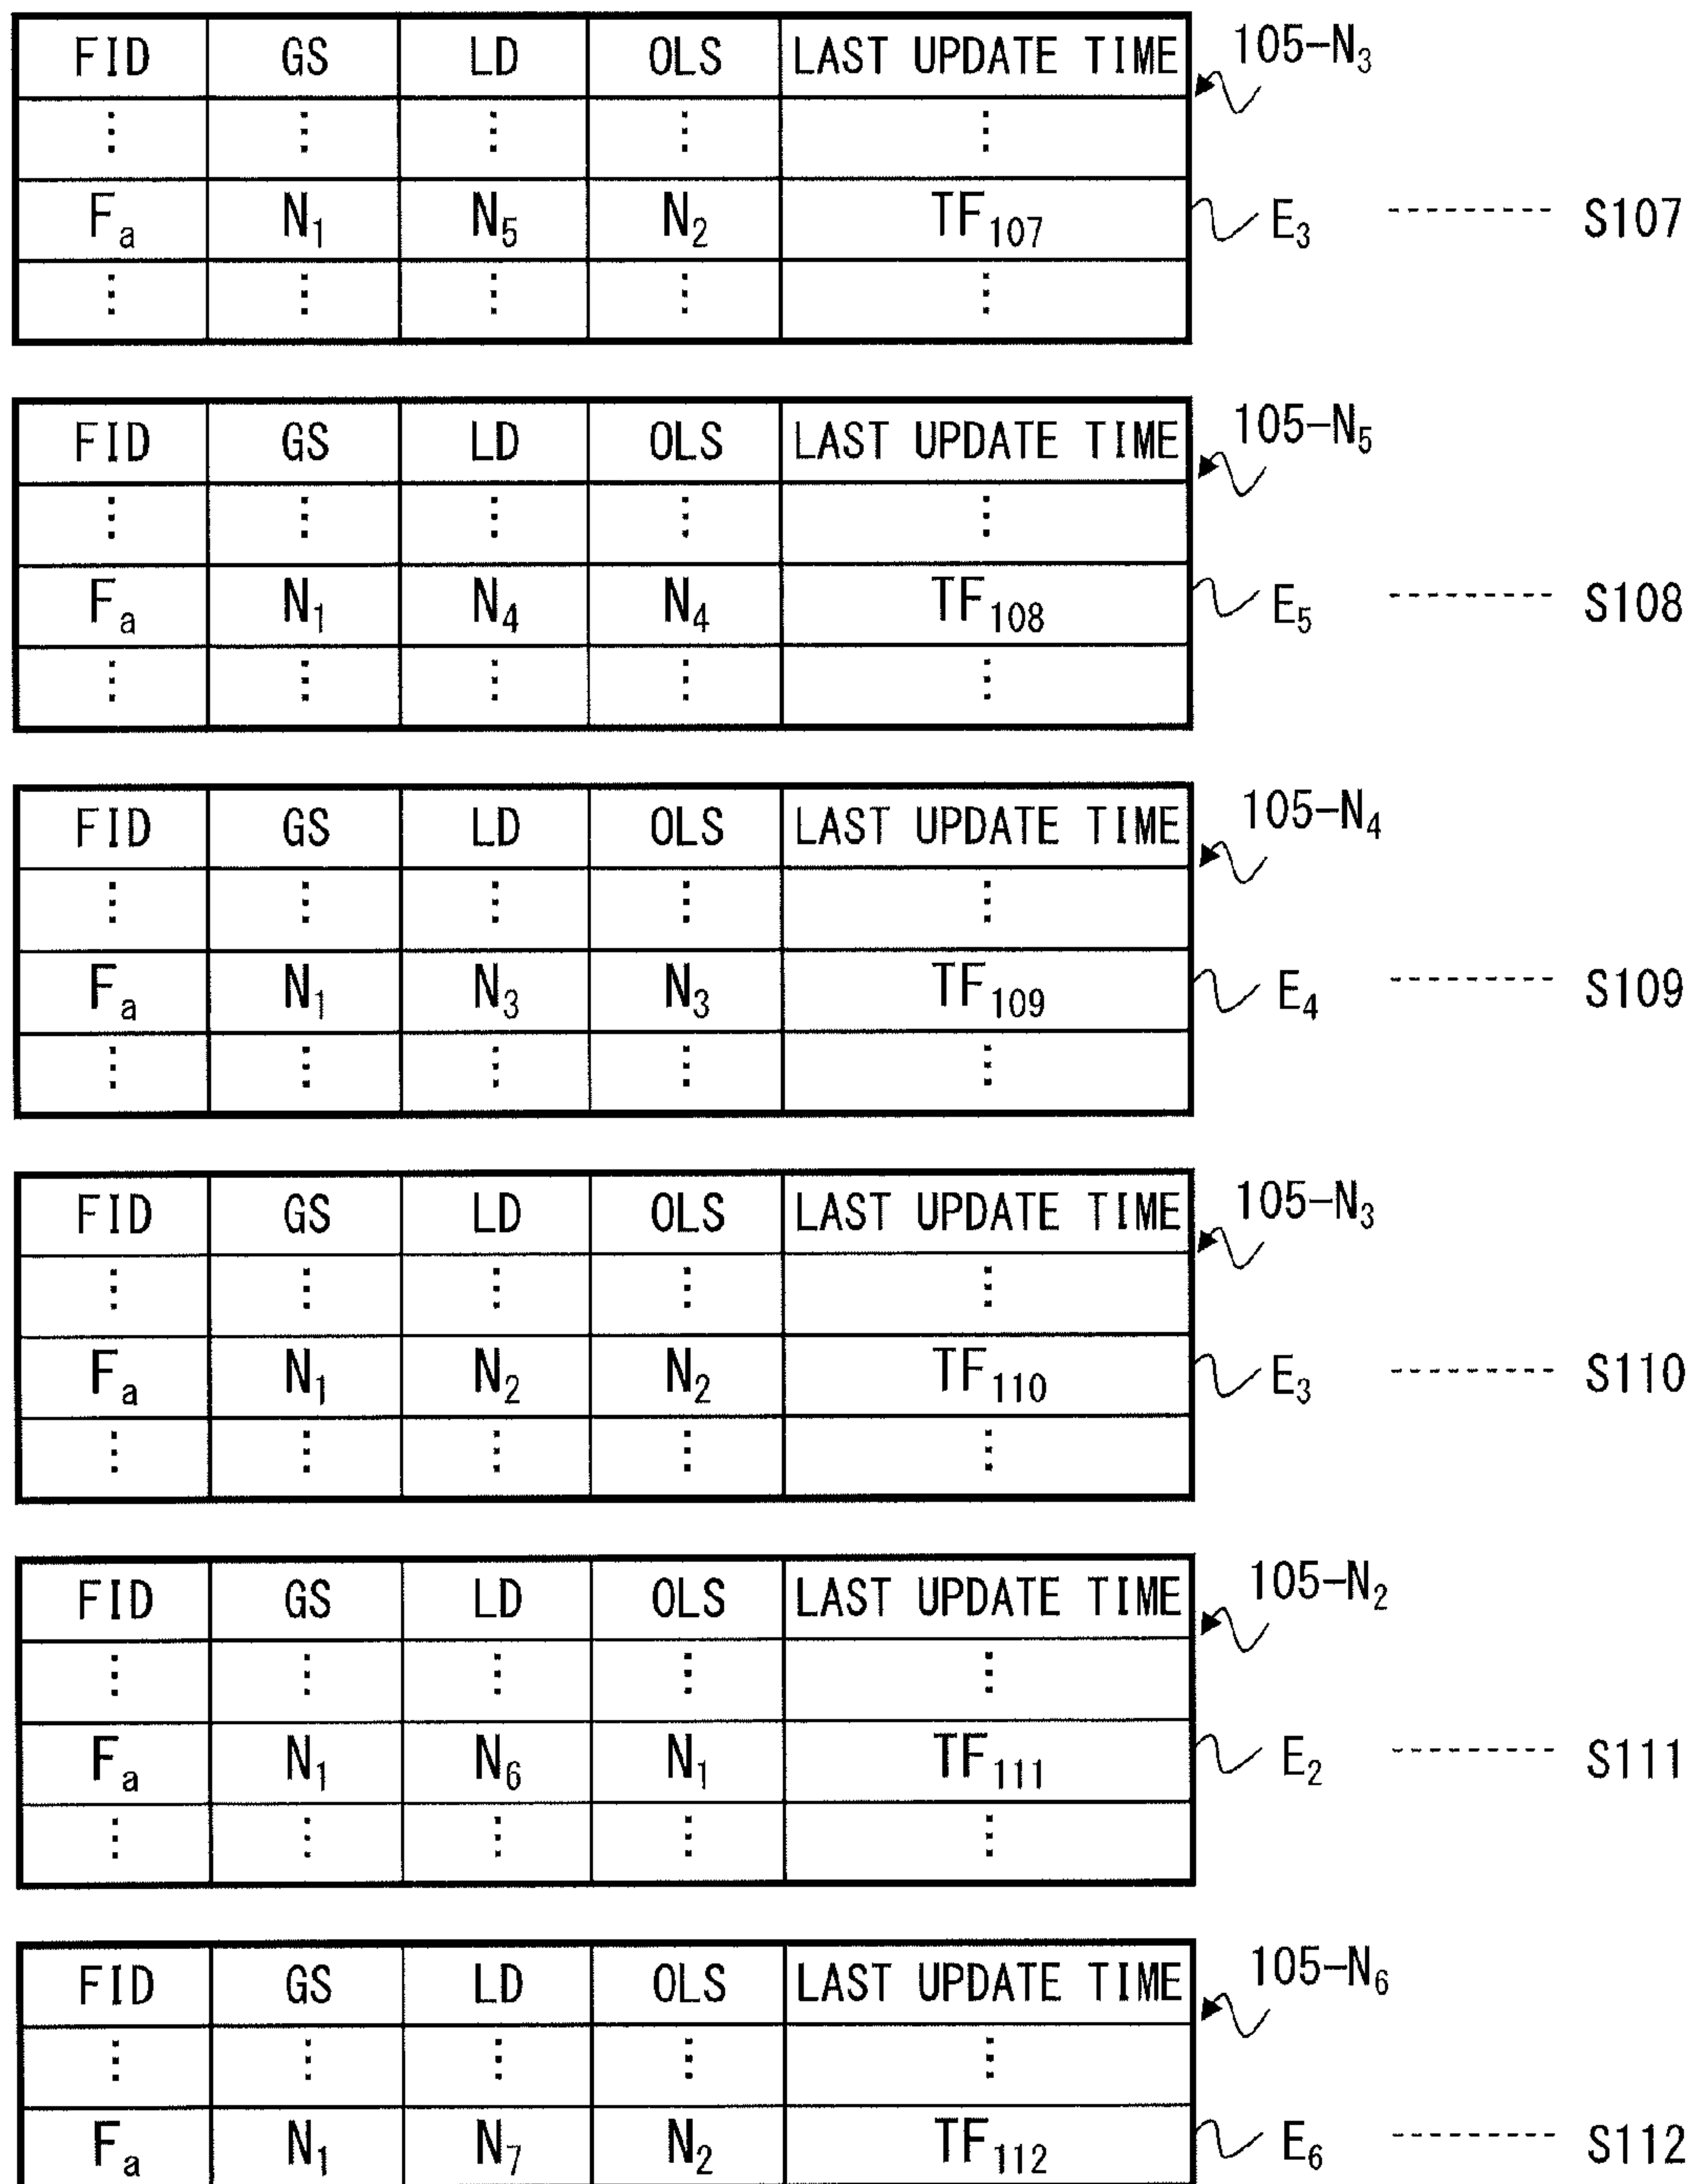 FID GS LD OLS LAST UPDATE TIME 105-N₃
⋮ ⋮ ⋮ ⋮ ⋮
Fₐ N₁ N₅ N₂ TF₁₀₇ E₃ -------- S107
⋮ ⋮ ⋮ ⋮ ⋮
FID GS LD OLS LAST UPDATE TIME 105-N₅
⋮ ⋮ ⋮ ⋮ ⋮
Fₐ N₁ N₄ N₄ TF₁₀₈ E₅ -------- S108
⋮ ⋮ ⋮ ⋮ ⋮
FID GS LD OLS LAST UPDATE TIME 105-N₄
⋮ ⋮ ⋮ ⋮ ⋮
Fₐ N₁ N₃ N₃ TF₁₀₉ E₄ -------- S109
⋮ ⋮ ⋮ ⋮ ⋮
FID GS LD OLS LAST UPDATE TIME 105-N₃
⋮ ⋮ ⋮ ⋮ ⋮
Fₐ N₁ N₂ N₂ TF₁₁₀ E₃ -------- S110
⋮ ⋮ ⋮ ⋮ ⋮
FID GS LD OLS LAST UPDATE TIME 105-N₂
⋮ ⋮ ⋮ ⋮ ⋮
Fₐ N₁ N₆ N₁ TF₁₁₁ E₂ -------- S111
⋮ ⋮ ⋮ ⋮ ⋮
FID GS LD OLS LAST UPDATE TIME 105-N₆
⋮ ⋮ ⋮ ⋮ ⋮
Fₐ N₁ N₇ N₂ TF₁₁₂ E₆ -------- S112